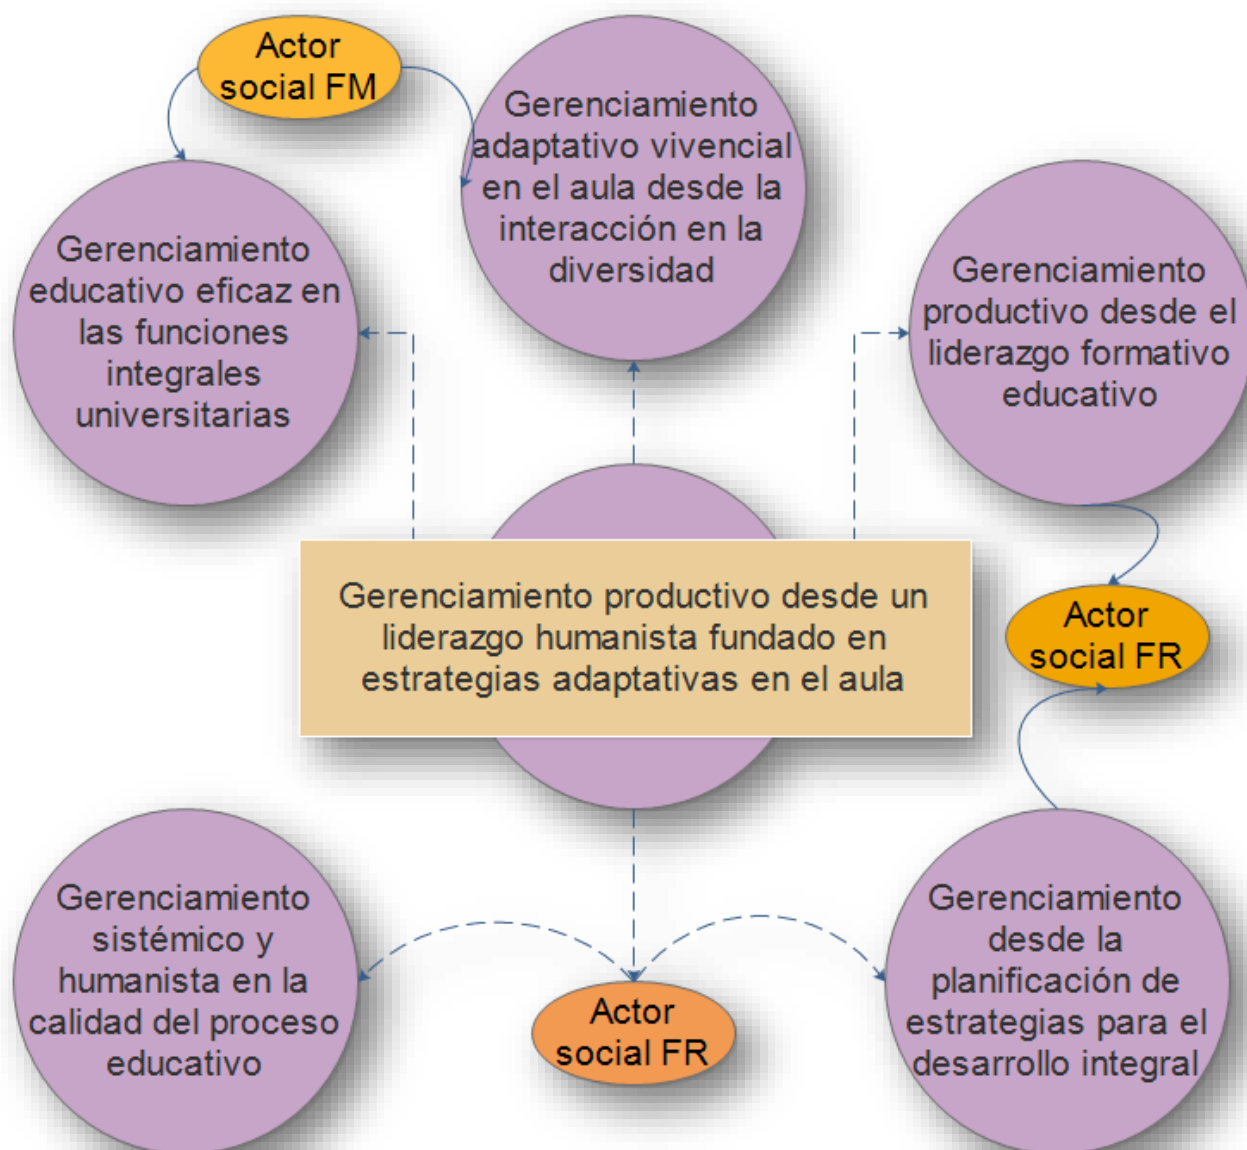 Actor
social FM
Gerenciamiento
adaptativo vivencial
en el aula desde la
interacción en la
diversidad
Gerenciamiento
educativo eficaz en
las funciones
integrales
universitarias
Gerenciamiento
productivo desde el
liderazgo formativo
educativo
Gerenciamiento productivo desde un
liderazgo humanista fundado en
estrategias adaptativas en el aula
Actor
social FR
Gerenciamiento
sistémico y
humanista en la
calidad del proceso
educativo
Actor
social FR
Gerenciamiento
desde la
planificación de
estrategias para el
desarrollo integral